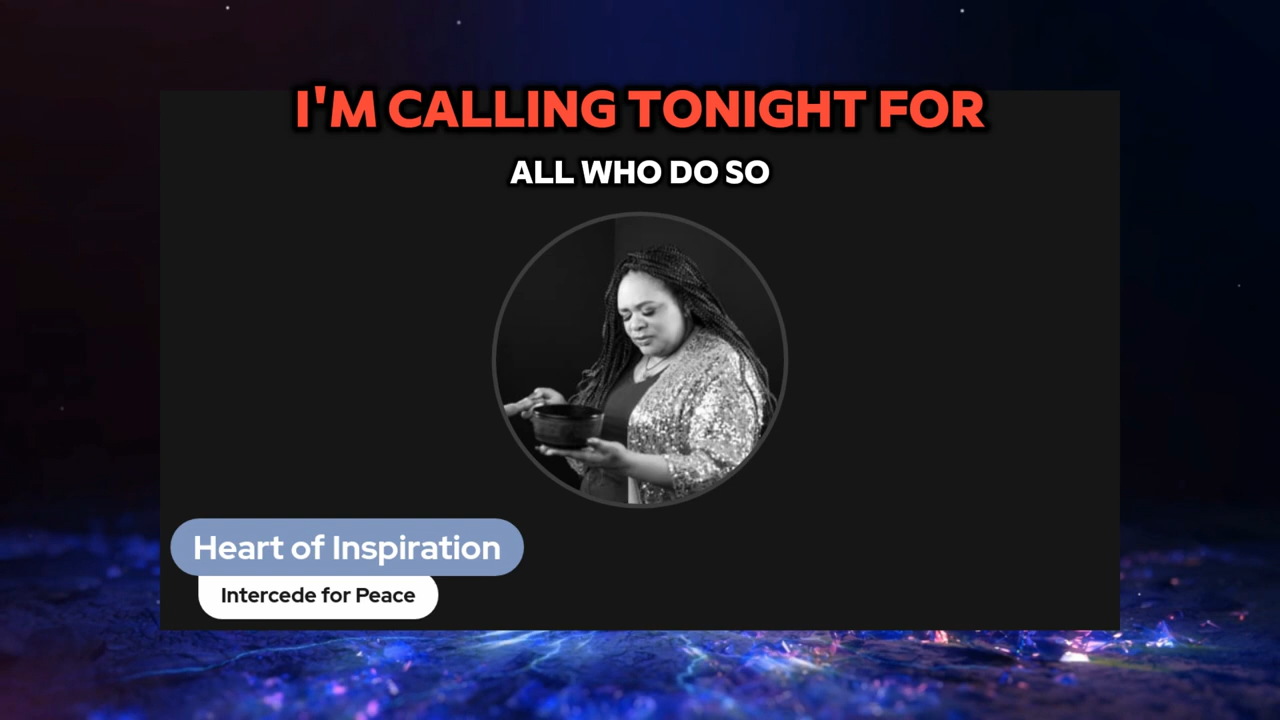 I'M CALLING TONIGHT FOR
ALL WHO DO SO
Heart of Inspiration
Intercede for Peace